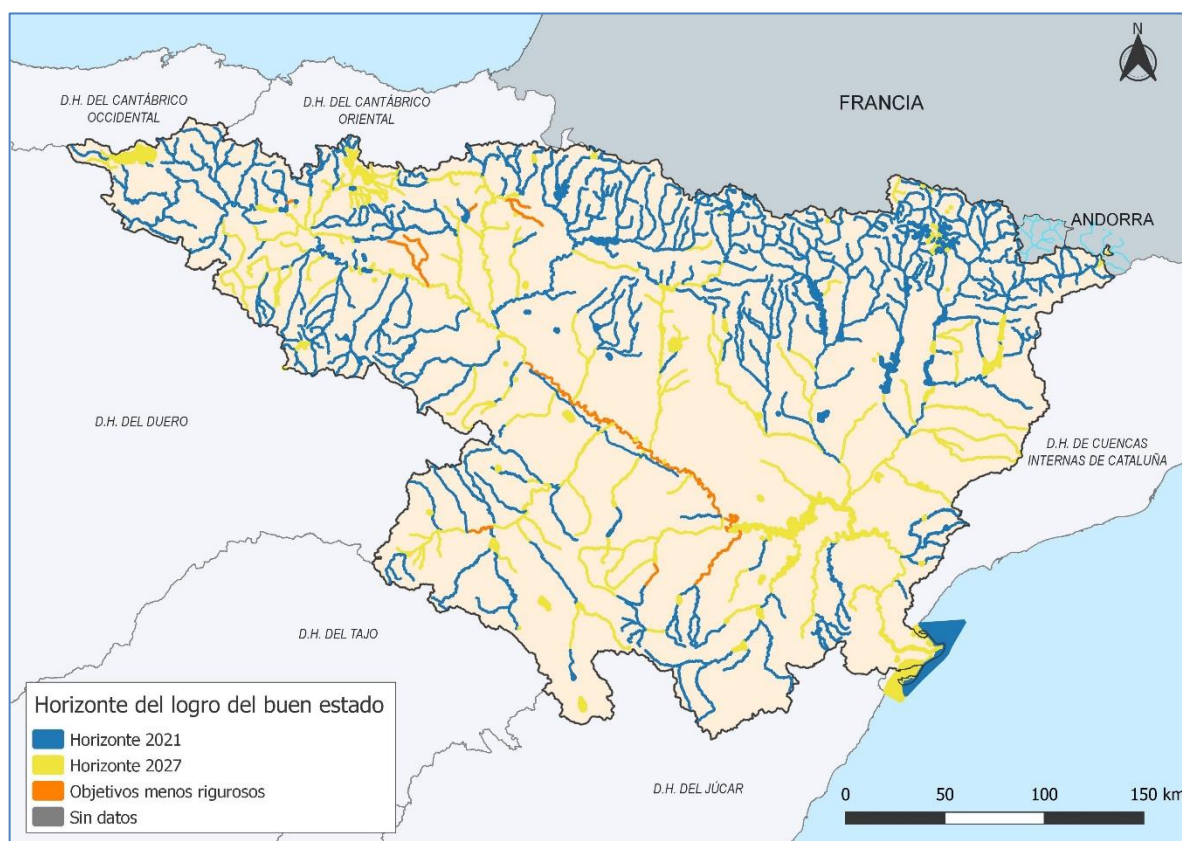 N
D.H. DEL CANTÁBRICO
OCCIDENTAL
D.H. DEL CANTÁBRICO
ORIENTAL
FRANCIA
ANDORRA
D.H. DEL DUERO
D.H. DE CUENCAS
INTERNAS DE CATALUÑA
D.H. DEL TAJO
D.H. DEL JÚCAR
Horizonte del logro del buen estado
Horizonte 2021
Horizonte 2027
Objetivos menos rigurosos
Sin datos
0 50 100 150 km